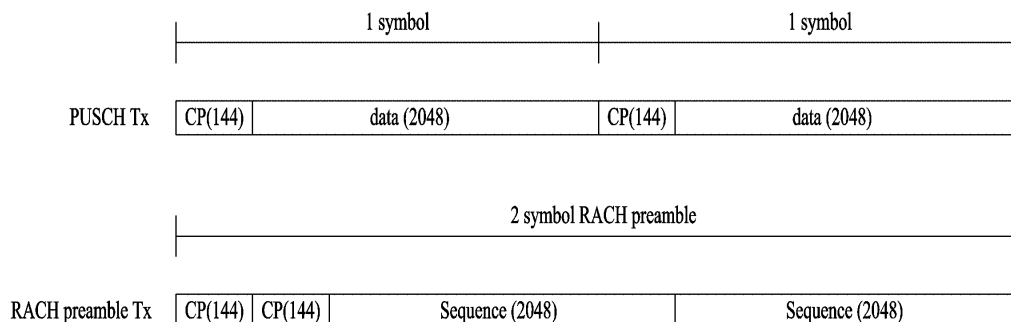 1 symbol 1 symbol
PUSCH Tx CP(144) data (2048) CP(144) data (2048)
2 symbol RACH preamble
RACH preamble Tx CP(144) CP(144) Sequence (2048) Sequence (2048)